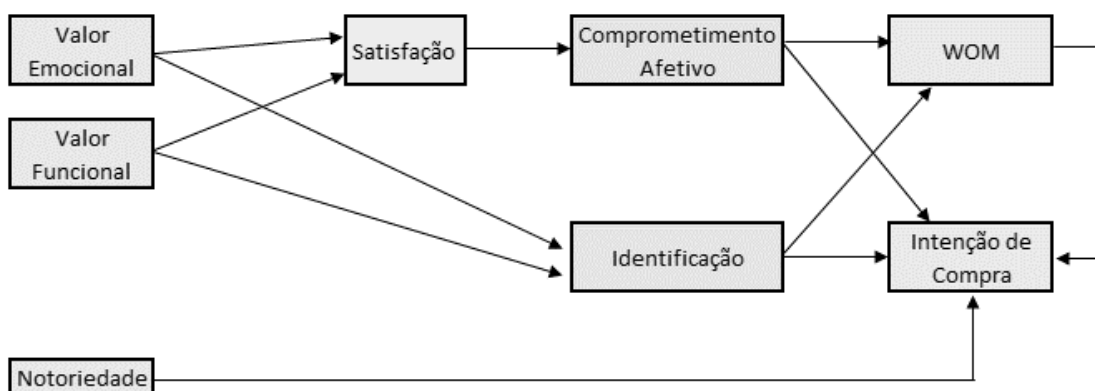 Valor
Emocional
Satisfação
Comprometimento
Afetivo
WOM
Valor
Funcional
Identificação
Intenção de
Compra
Notoriedade